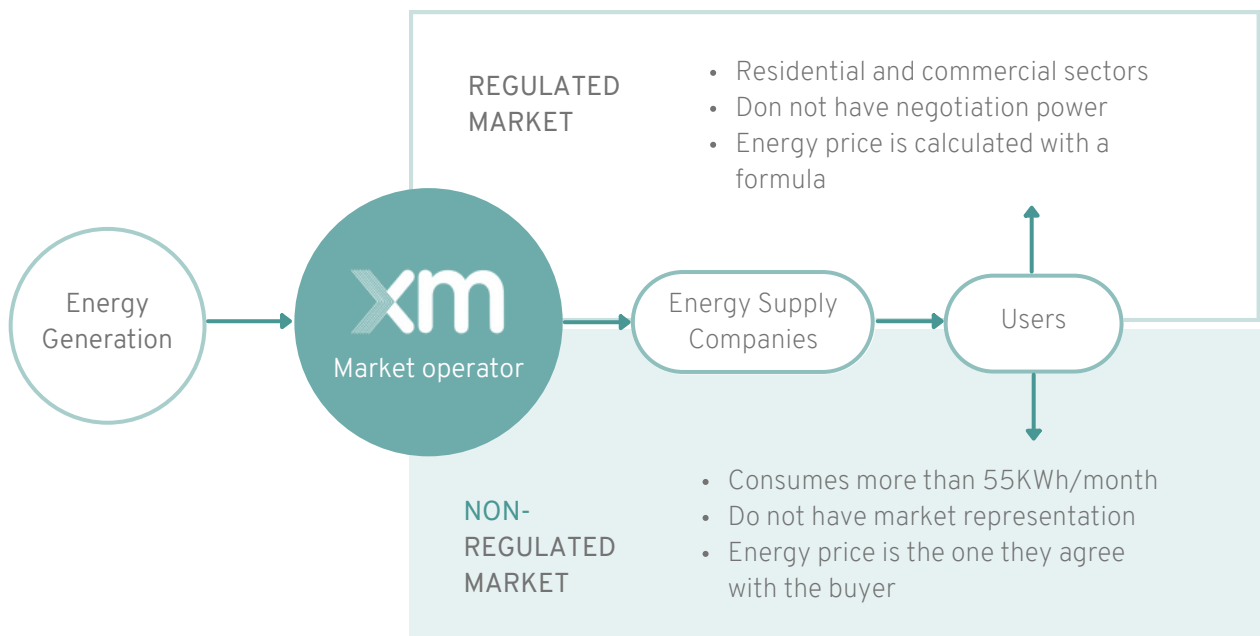 REGULATED
MARKET
• Residential and commercial sectors
• Don not have negotiation power
• Energy price is calculated with a
formula
Energy
Generation
xm
Market operator
Energy Supply
Companies
Users
NON-
REGULATED
MARKET
• Consumes more than 55KWh/month
• Do not have market representation
• Energy price is the one they agree
with the buyer